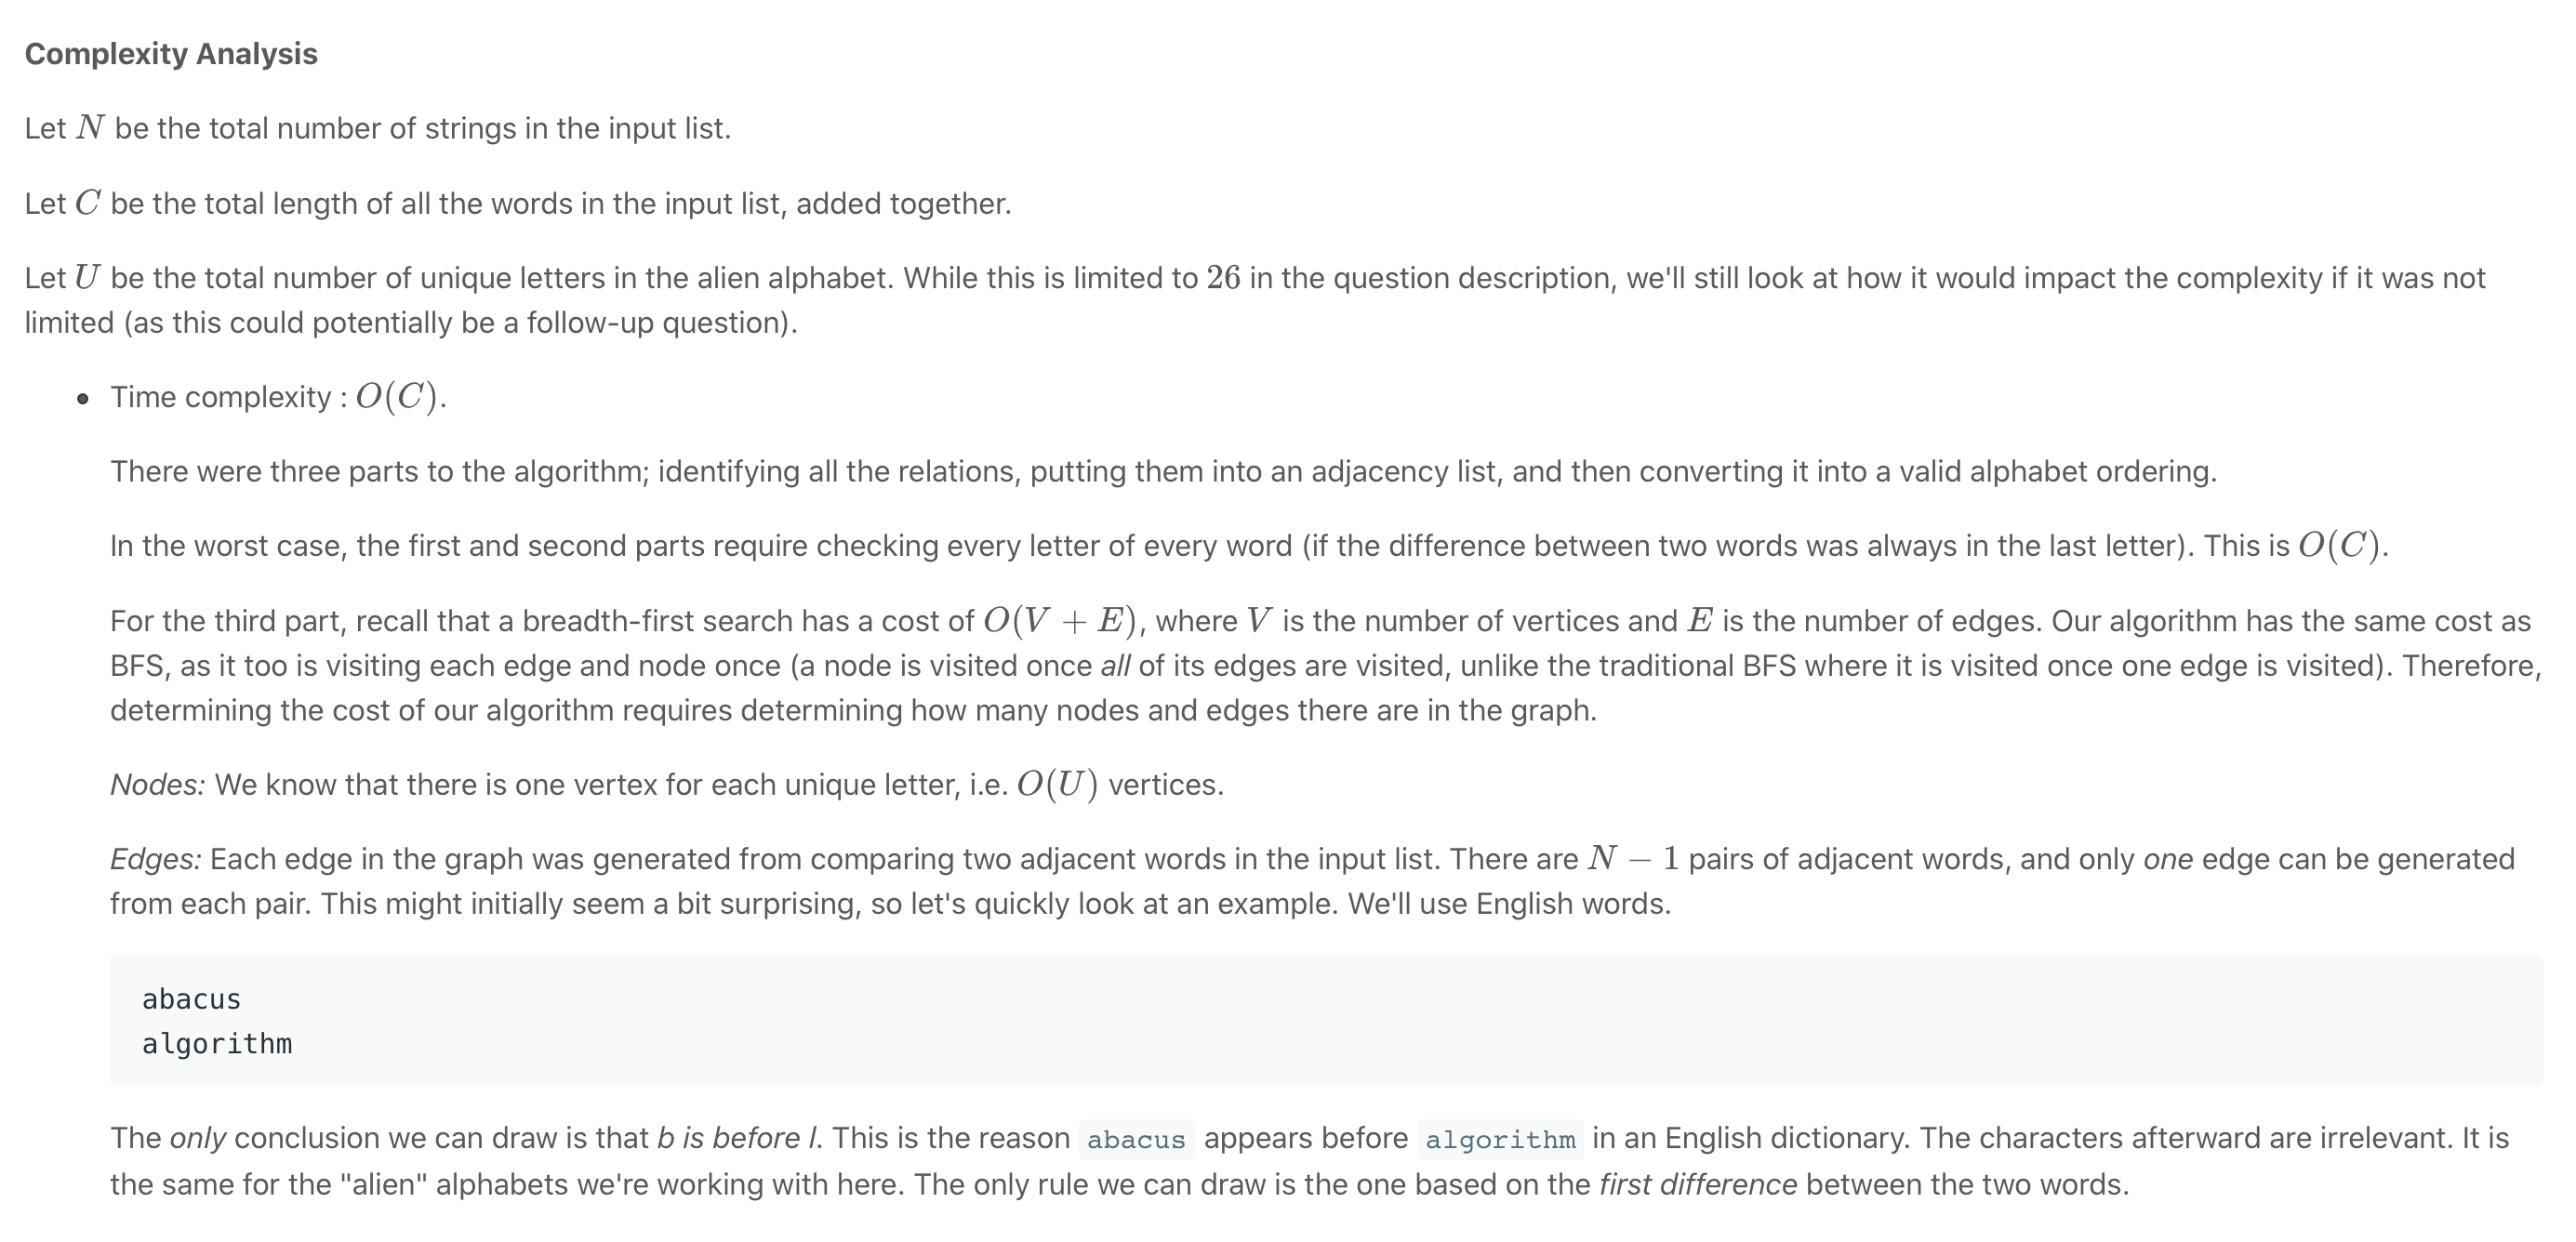 Complexity Analysis
Let N be the total number of strings in the input list.
Let C be the total length of all the words in the input list, added together.
Let U be the total number of unique letters in the alien alphabet. While this is limited to 26 in the question description, we'll still look at how it would impact the complexity if it was not
limited (as this could potentially be a follow-up question).
• Time complexity : O(C).
There were three parts to the algorithm; identifying all the relations, putting them into an adjacency list, and then converting it into a valid alphabet ordering.
In the worst case, the first and second parts require checking every letter of every word (if the difference between two words was always in the last letter). This is O(C).
For the third part, recall that a breadth-first search has a cost of O(V + E), where V is the number of vertices and E is the number of edges. Our algorithm has the same cost as
BFS, as it too is visiting each edge and node once (a node is visited once all of its edges are visited, unlike the traditional BFS where it is visited once one edge is visited). Therefore,
determining the cost of our algorithm requires determining how many nodes and edges there are in the graph.
Nodes: We know that there is one vertex for each unique letter, i.e. O(U) vertices.
Edges: Each edge in the graph was generated from comparing two adjacent words in the input list. There are N − 1 pairs of adjacent words, and only one edge can be generated
from each pair. This might initially seem a bit surprising, so let's quickly look at an example. We'll use English words.
abacus
algorithm
The only conclusion we can draw is that b is before l. This is the reason abacus appears before algorithm in an English dictionary. The characters afterward are irrelevant. It is
the same for the "alien" alphabets we're working with here. The only rule we can draw is the one based on the first difference between the two words.